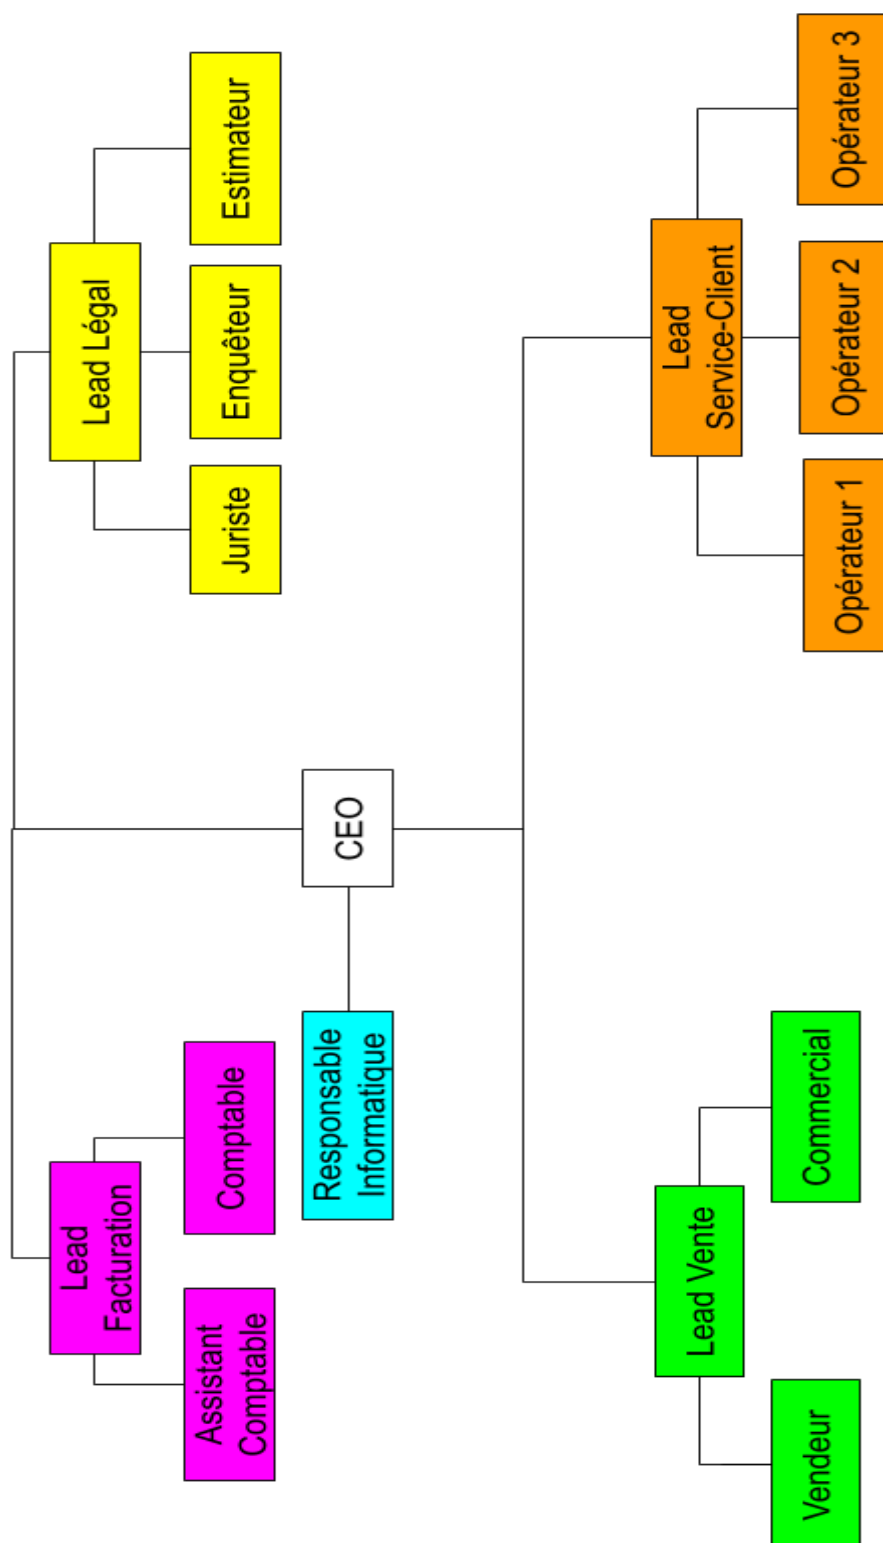 Lead
Facturation
Lead Légal
Assistant
Comptable
Comptable
Juriste
Enquêteur
Estimateur
Responsable
Informatique
CEO
Lead Vente
Lead
Service-Client
Vendeur
Commercial
Opérateur 1
Opérateur 2
Opérateur 3